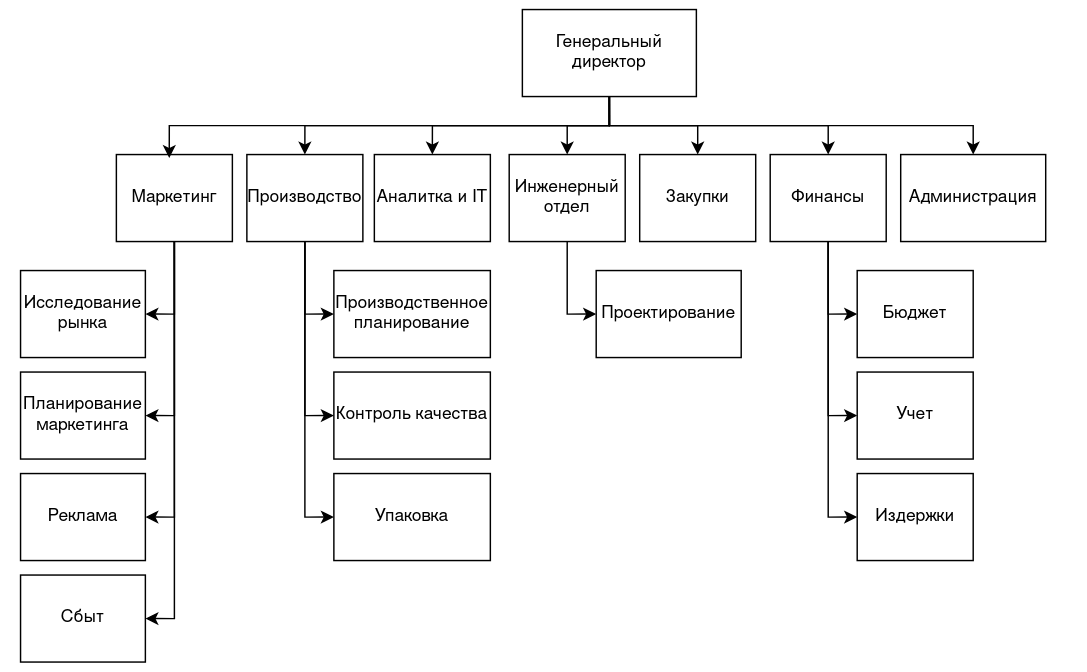 Генеральный
директор
Маркетинг
Производство
Аналитка и IT
Инженерный
отдел
Закупки
Финансы
Администрация
Исследование
рынка
Производственное
планирование
Проектирование
Бюджет
Планирование
маркетинга
Контроль качества
Учет
Реклама
Упаковка
Издержки
Сбыт